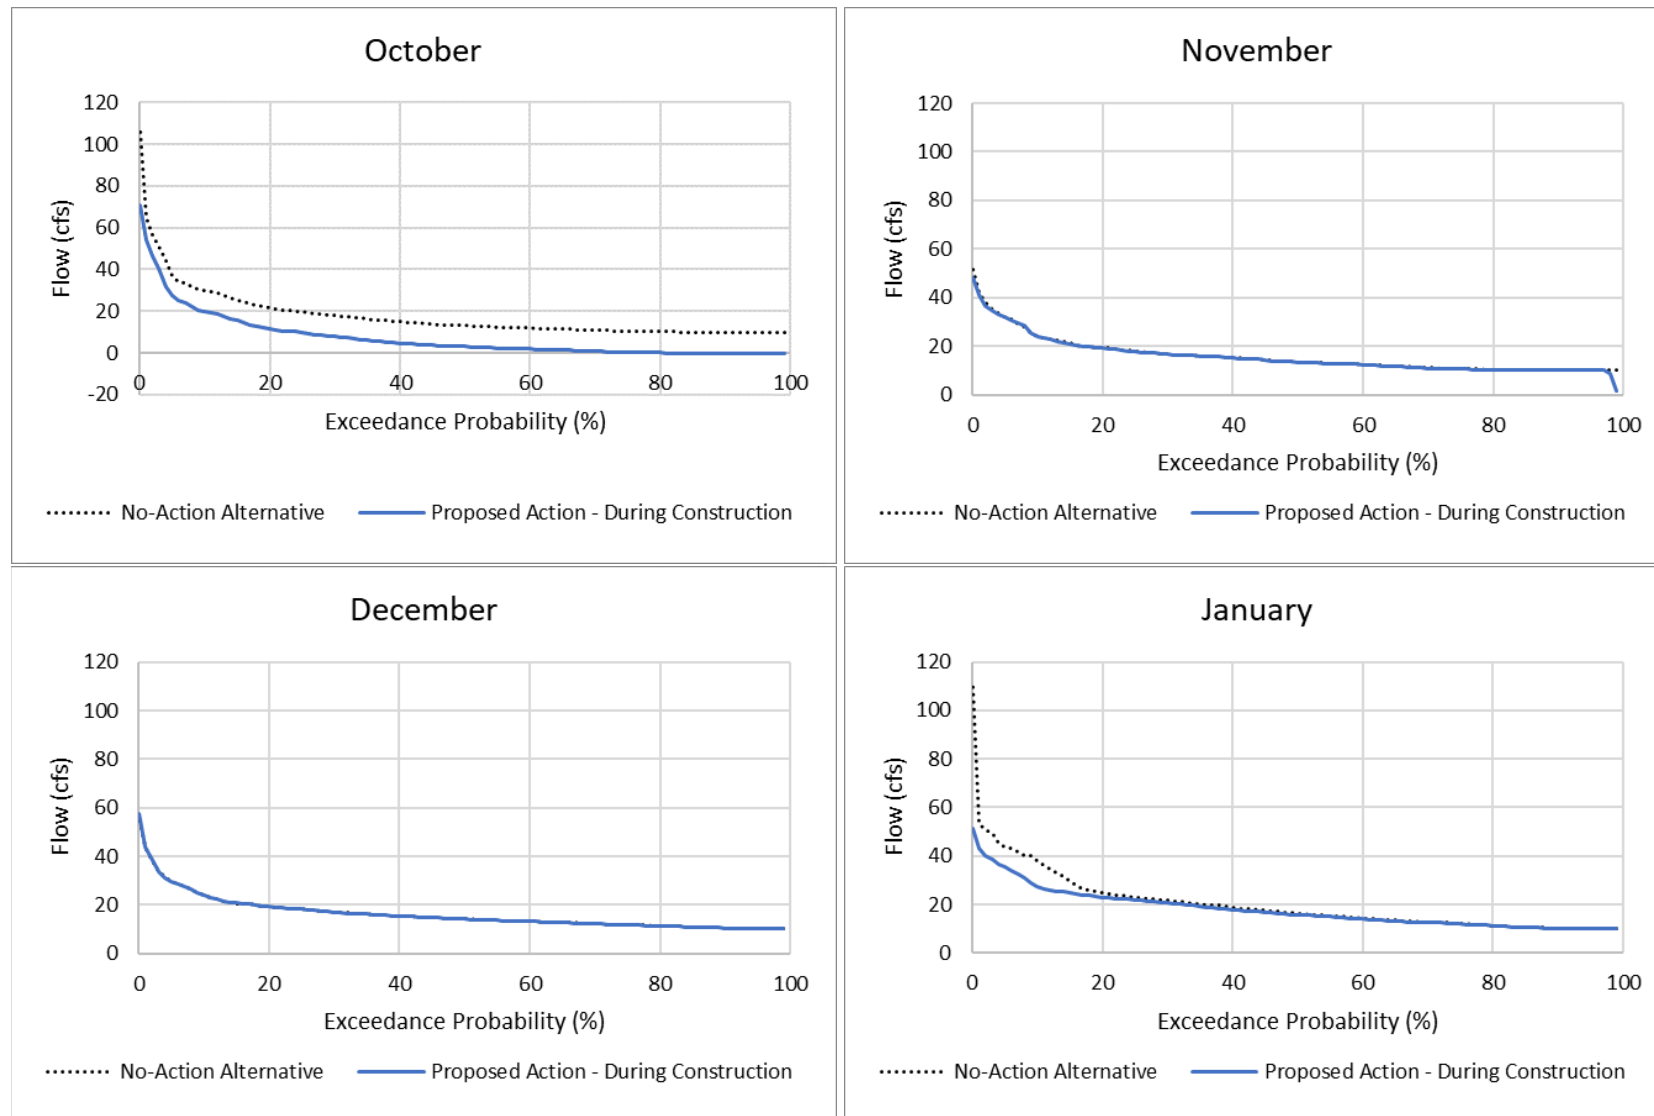 October
120
100
80
60
40
20
0
-20
Flow (cfs)
0 20 40 60 80 100
Exceedance Probability (%)
No-Action Alternative Proposed Action - During Construction
November
120
100
80
60
40
20
0
Flow (cfs)
0 20 40 60 80 100
Exceedance Probability (%)
No-Action Alternative Proposed Action - During Construction
December
120
100
80
60
40
20
0
Flow (cfs)
0 20 40 60 80 100
Exceedance Probability (%)
No-Action Alternative Proposed Action - During Construction
January
120
100
80
60
40
20
0
Flow (cfs)
0 20 40 60 80 100
Exceedance Probability (%)
No-Action Alternative Proposed Action - During Construction